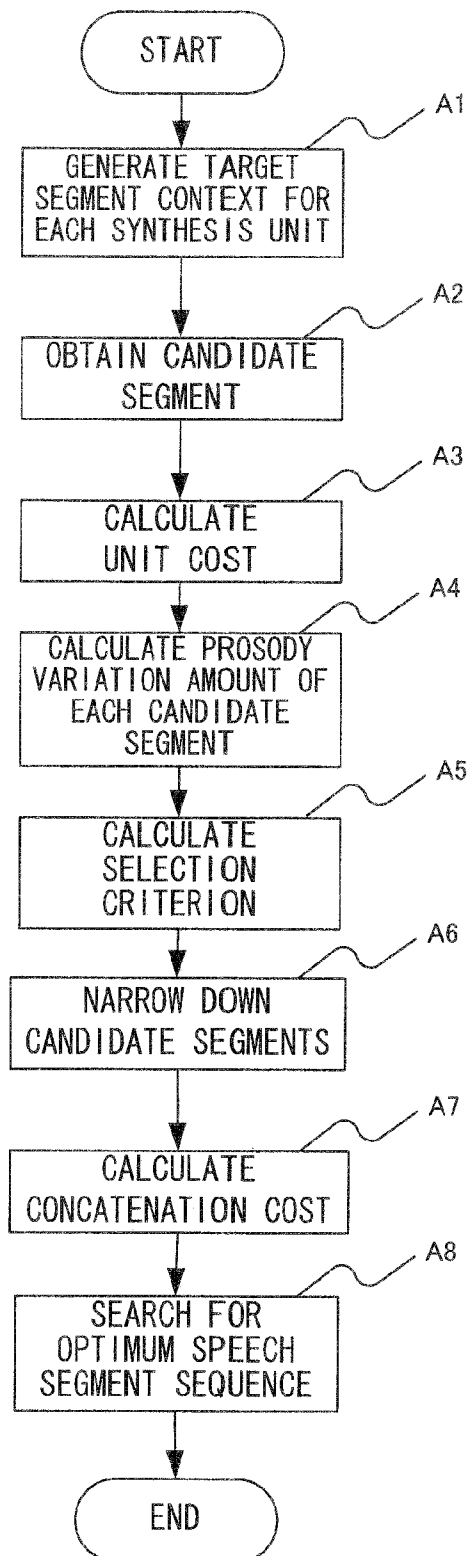 START
A1
GENERATE TARGET
SEGMENT CONTEXT FOR
EACH SYNTHESIS UNIT
A2
OBTAIN CANDIDATE
SEGMENT
A3
CALCULATE
UNIT COST
A4
CALCULATE PROSODY
VARIATION AMOUNT OF
EACH CANDIDATE
SEGMENT
A5
CALCULATE
SELECTION
CRITERION
A6
NARROW DOWN
CANDIDATE SEGMENTS
A7
CALCULATE
CONCATENATION COST
A8
SEARCH FOR
OPTIMUM SPEECH
SEGMENT SEQUENCE
END